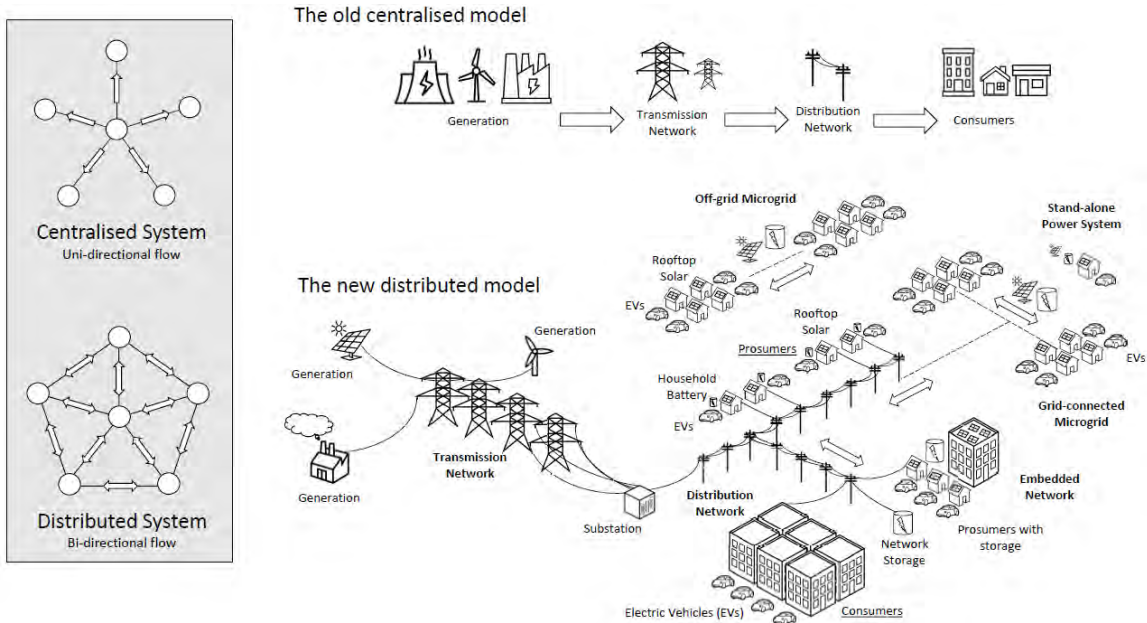 The old centralised model
Generation
Transmission
Network
Distribution
Network
Consumers
Centralised System
Uni-directional flow
Distributed System
Bi-directional flow
The new distributed model
Generation
Generation
Generation
Transmission
Network
Substation
Distribution
Network
Off-grid Microgrid
Rooftop
Solar
EVs
Stand-alone
Power System
Rooftop
Solar
Prosumers
Household
Battery
EVs
EVs
Grid-connected
Microgrid
Embedded
Network
Prosumers with
storage
Network
Storage
Electric Vehicles (EVs)
Consumers